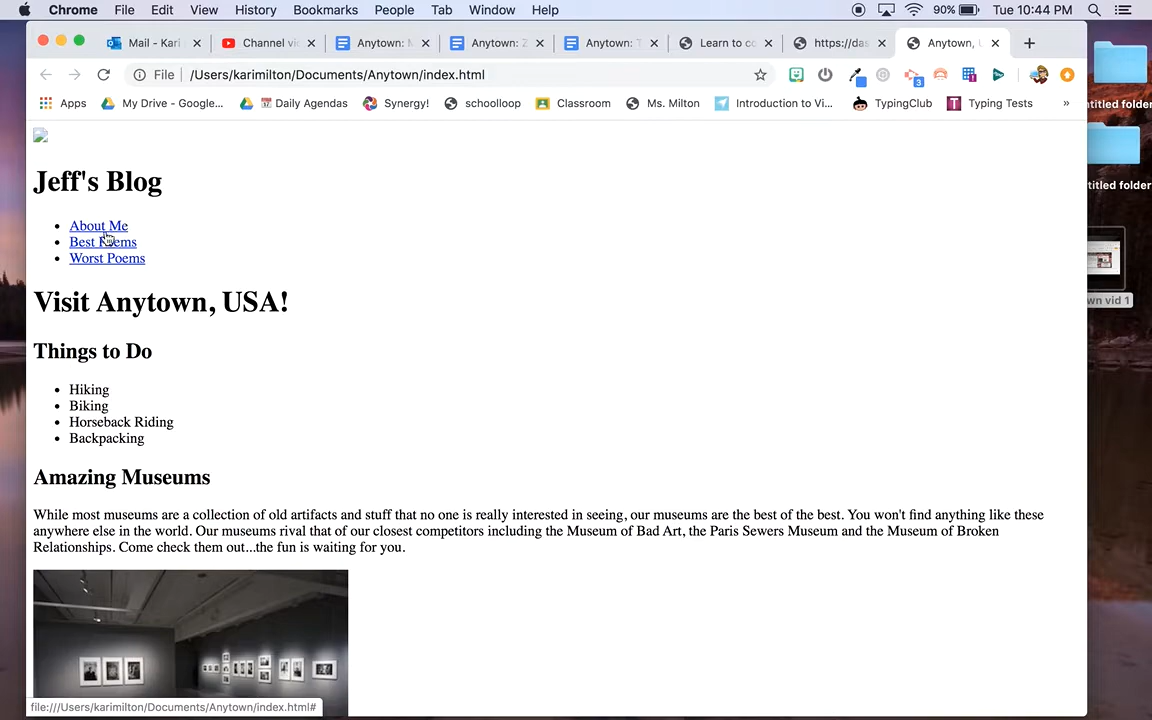 Chrome File Edit View History Bookmarks People Tab Window Help 90% Tue 10:44 PM
Mail - Kari Channel vi Anytown: Anytown: Anytown: Learn to c https://das Anytown,
File /Users/karimilton/Documents/Anytown/index.html
Apps My Drive - Google... Daily Agendas Synergy! schoolloop Classroom Ms. Milton Introduction to Vi... TypingClub Typing Tests »
ntitled folder
Jeff's Blog
titled folder
About Me
Best Poems
Worst Poems
wn vid 1
Visit Anytown, USA!
Things to Do
Hiking
Biking
Horseback Riding
Backpacking
Amazing Museums
While most museums are a collection of old artifacts and stuff that no one is really interested in seeing, our museums are the best of the best. You won't find anything like these
anywhere else in the world. Our museums rival that of our closest competitors including the Museum of Bad Art, the Paris Sewers Museum and the Museum of Broken
Relationships. Come check them out...the fun is waiting for you.
file:///Users/karimilton/Documents/Anytown/index.html#